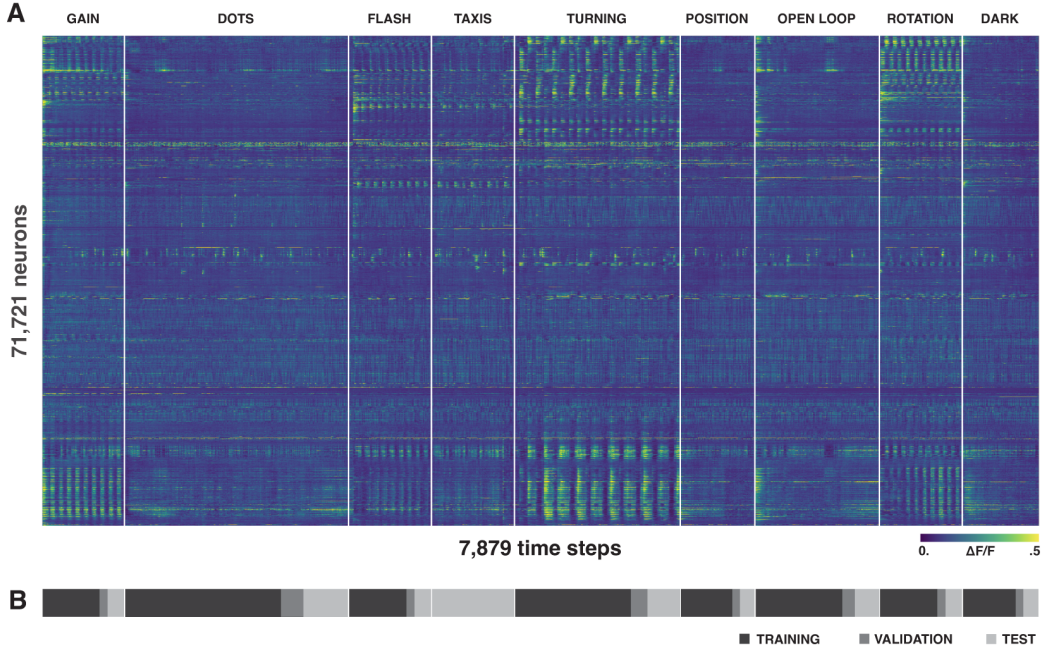 A
GAIN DOTS FLASH TAXIS TURNING POSITION OPEN LOOP ROTATION DARK
71,721 neurons
7,879 time steps
0. ΔF/F .5
B
TRAINING VALIDATION TEST